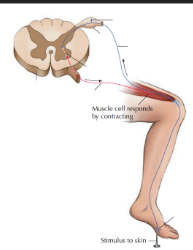 Muscle cell responds
by contracting
Stimulus to skin